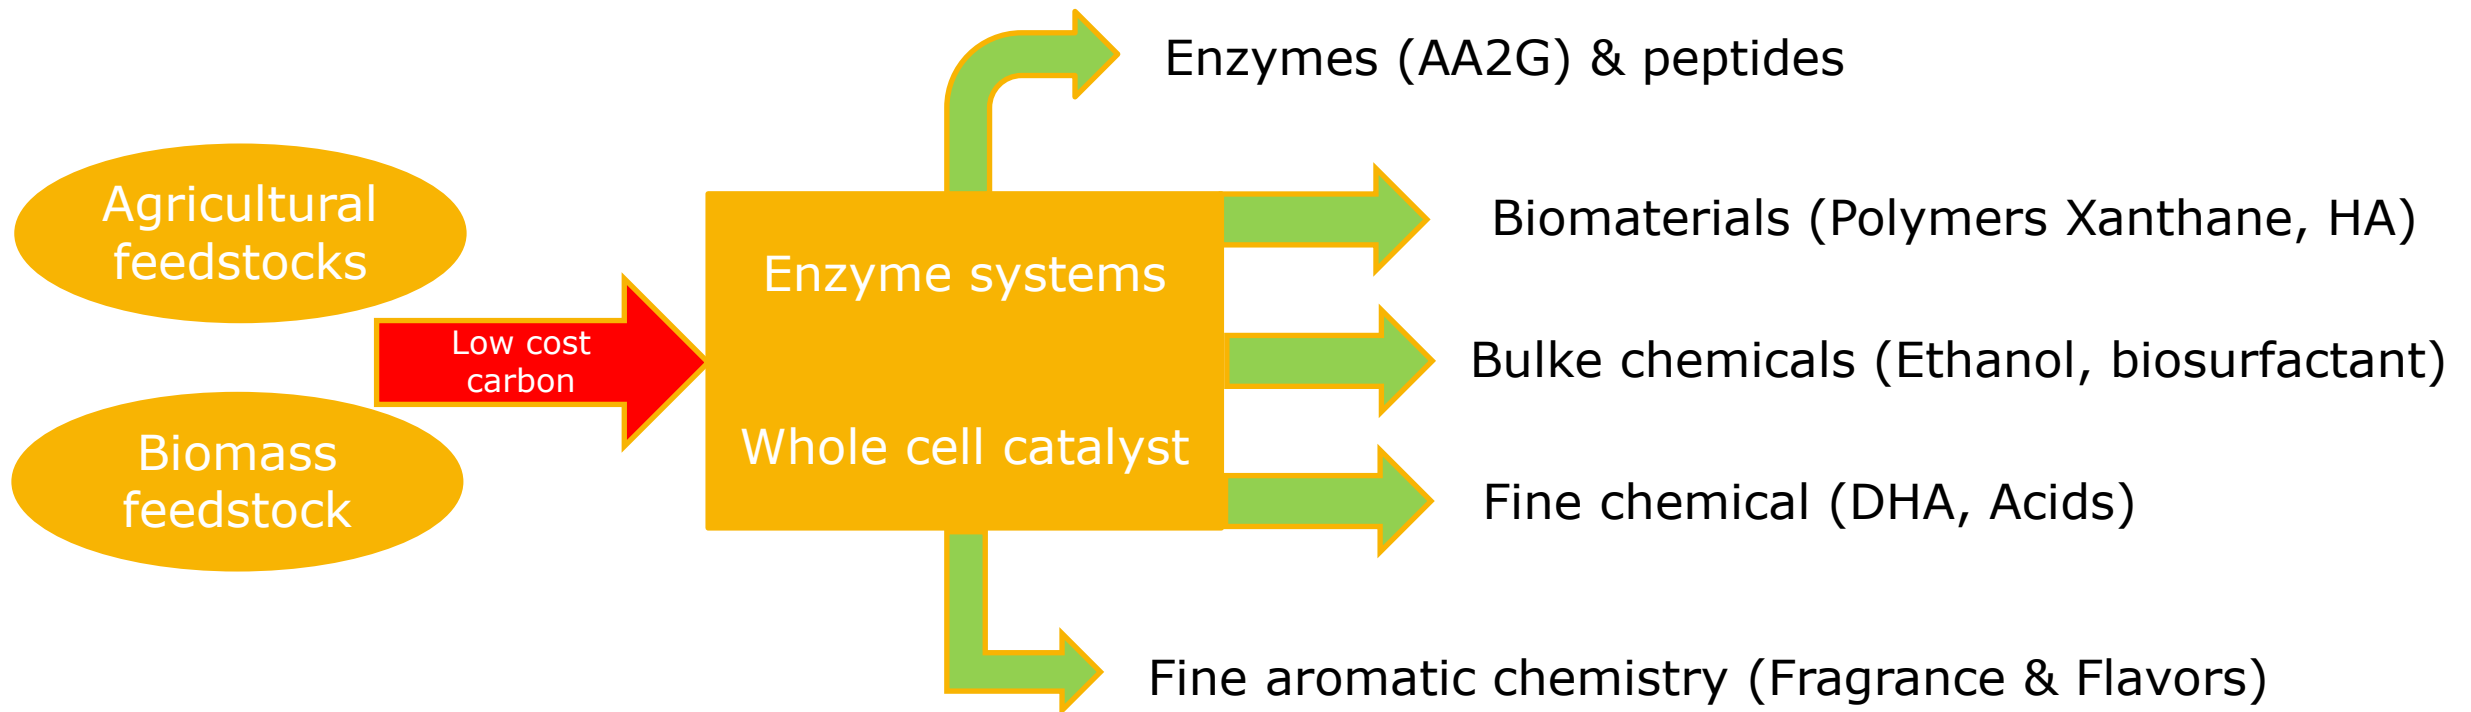 Enzymes (AA2G) & peptides
Agricultural
feedstocks
Biomaterials (Polymers Xanthane, HA)
Enzyme systems
Low cost
carbon
Bulke chemicals (Ethanol, biosurfactant)
Whole cell catalyst
Biomass
feedstock
Fine chemical (DHA, Acids)
Fine aromatic chemistry (Fragrance & Flavors)